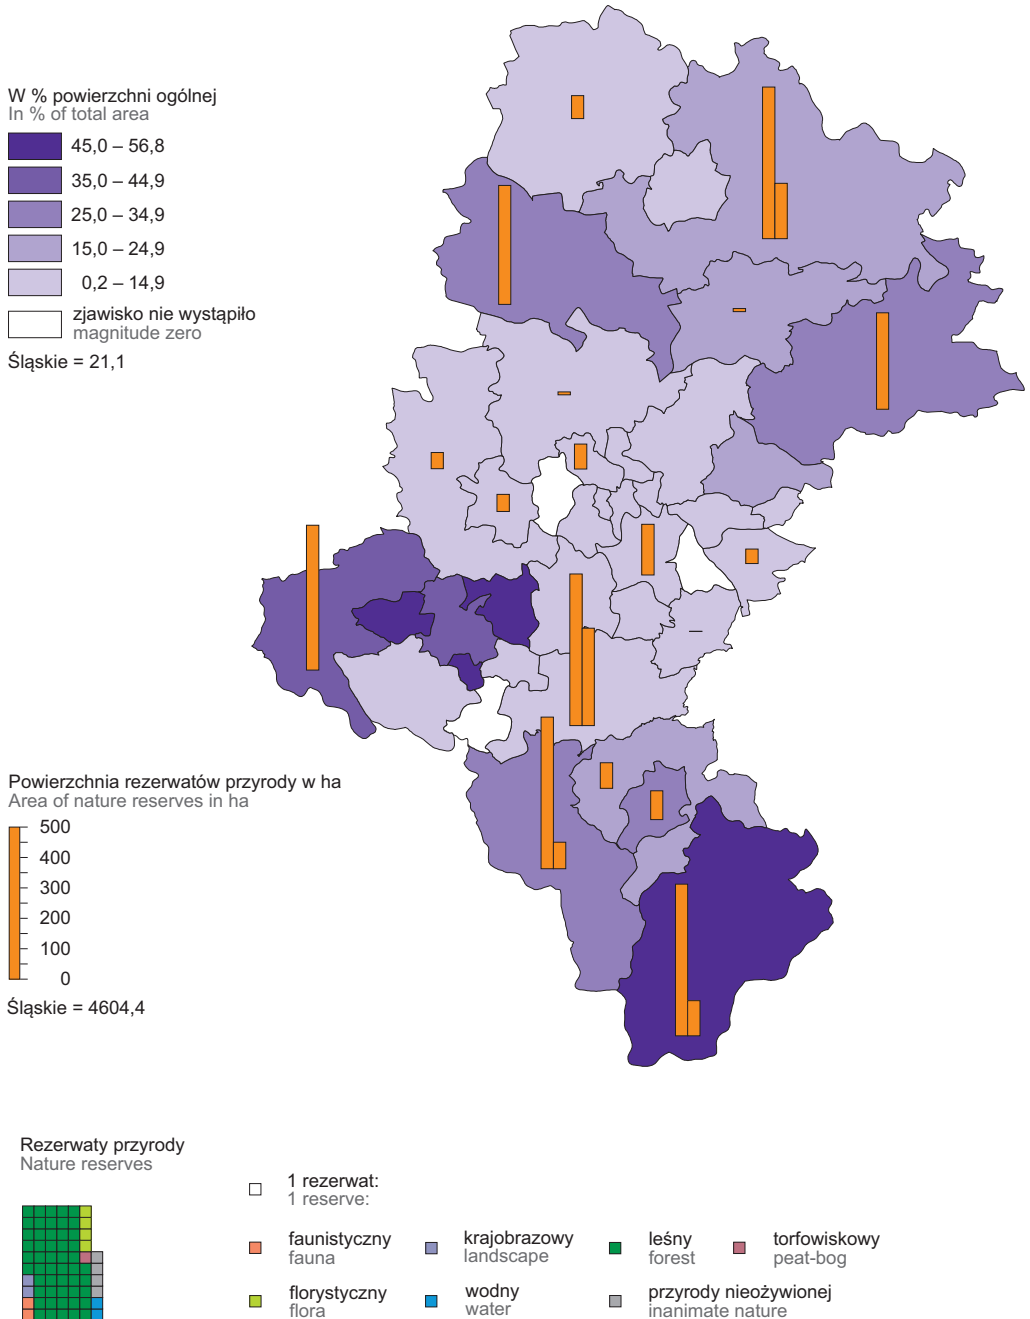 W % powierzchni ogólnej
In % of total area
45,0 – 56,8
35,0 – 44,9
25,0 – 34,9
15,0 – 24,9
0,2 – 14,9
zjawisko nie wystąpiło
magnitude zero
Śląskie = 21,1
Powierzchnia rezerwatów przyrody w ha
Area of nature reserves in ha
500
400
300
200
100
0
Śląskie = 4604,4
Rezerwaty przyrody
Nature reserves
1 rezerwat:
1 reserve:
faunistyczny
fauna
krajobrazowy
landscape
leśny
forest
torfowiskowy
peat-bog
florystyczny
flora
wodny
water
przyrody nieożywionej
inanimate nature